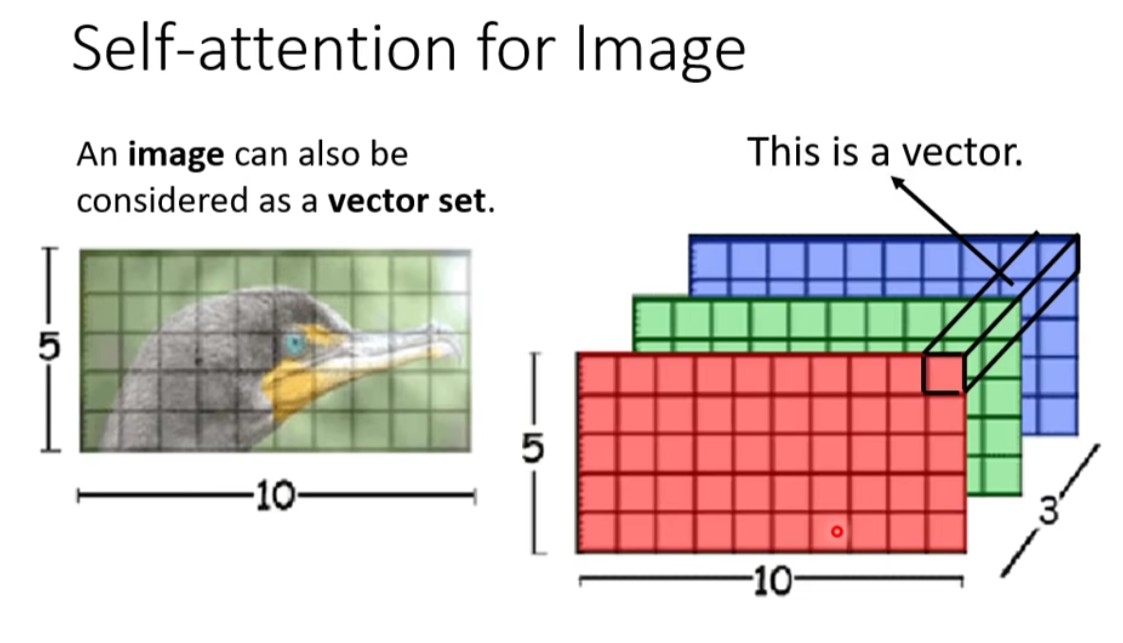 Self-attention for Image
An image can also be
considered as a vector set.
This is a vector.
5
10
5
10
3